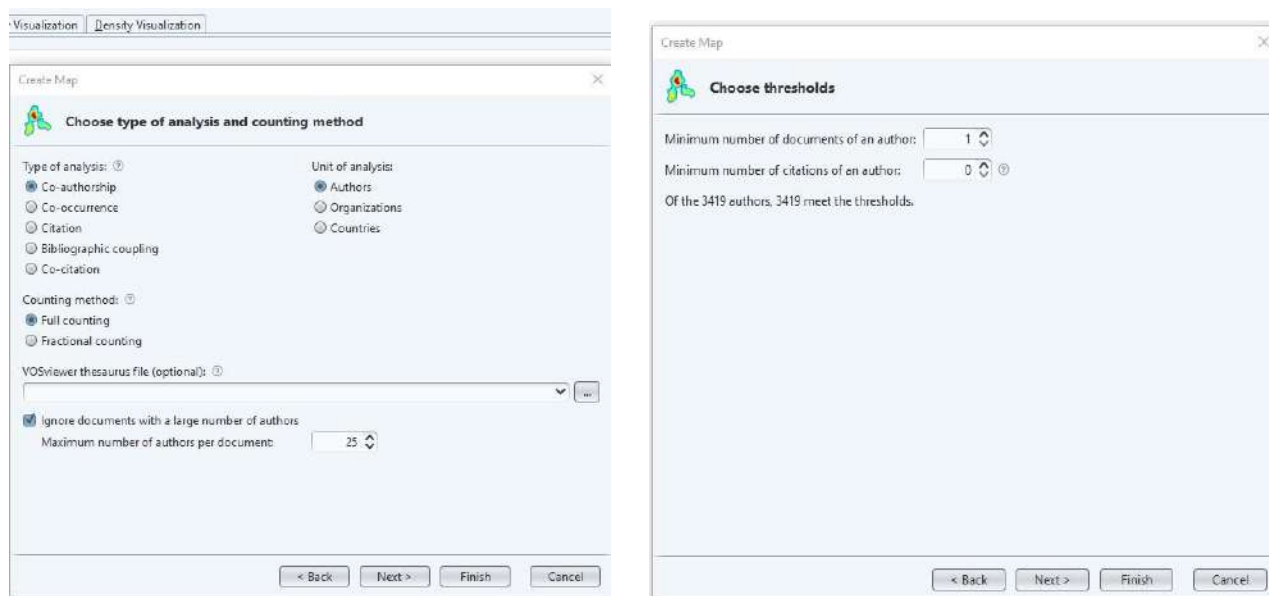 Visualization Density Visualization
Create Map
Choose type of analysis and counting method
Type of analysis:
Unit of analysis:
Co-authorship
Authors
Co-occurrence
Organizations
Citation
Countries
Bibliographic coupling
Co-citation
Counting method:
Full counting
Fractional counting
VOSviewer thesaurus file (optional):
...
Ignore documents with a large number of authors
Maximum number of authors per document: 25
< Back Next > Finish Cancel
Create Map
Choose thresholds
Minimum number of documents of an author: 1
Minimum number of citations of an author: 0
Of the 3419 authors, 3419 meet the thresholds.
< Back Next > Finish Cancel